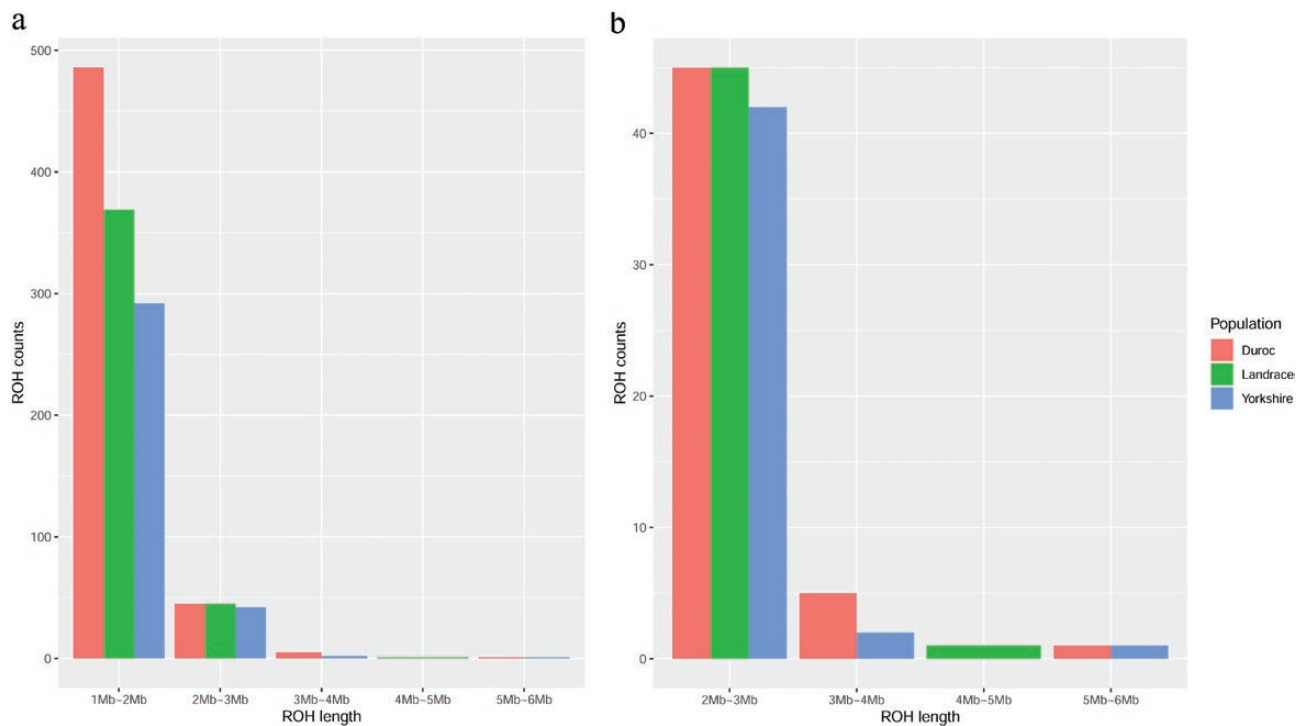 a
500
400
300
200
100
0
ROH counts
1Mb~2Mb 2Mb~3Mb 3Mb~4Mb 4Mb~5Mb 5Mb~6Mb
ROH length
b
40
30
20
10
0
ROH counts
2Mb~3Mb 3Mb~4Mb 4Mb~5Mb 5Mb~6Mb
ROH length
Population
Duroc
Landrace
Yorkshire